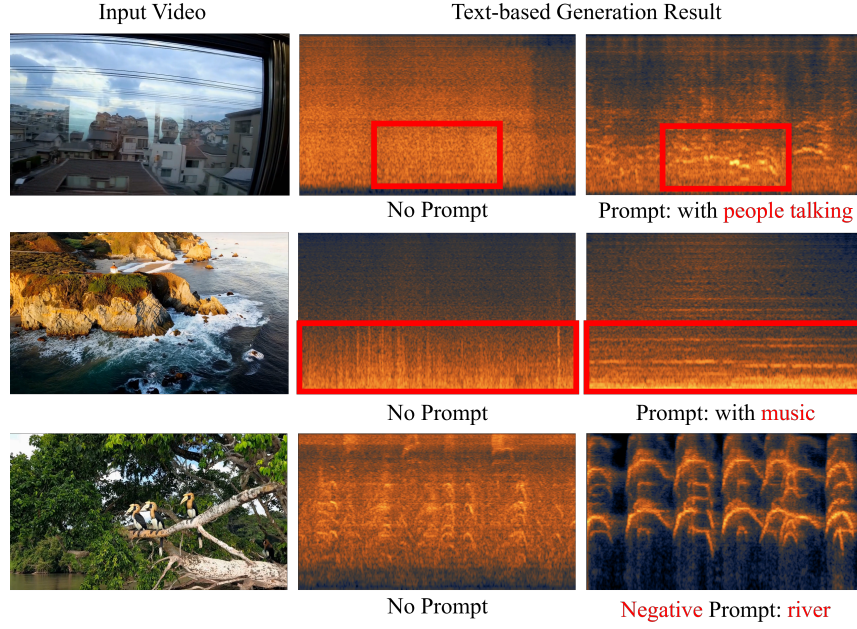 Input Video
Text-based Generation Result
No Prompt
Prompt: with people talking
No Prompt
Prompt: with music
No Prompt
Negative Prompt: river